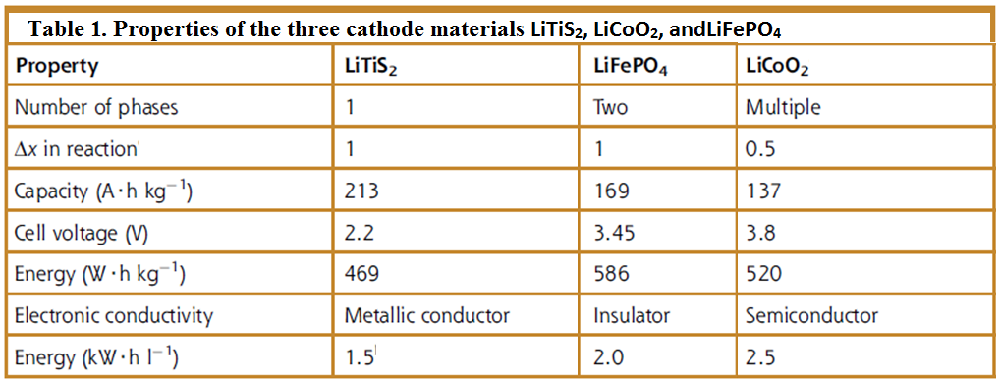 Table 1. Properties of the three cathode materials LiTiS₂, LiCoO₂, andLiFePO₄
Property LiTiS₂ LiFePO₄ LiCoO₂
Number of phases 1 Two Multiple
Δx in reaction 1 1 0.5
Capacity (A·h kg⁻¹) 213 169 137
Cell voltage (V) 2.2 3.45 3.8
Energy (W·h kg⁻¹) 469 586 520
Electronic conductivity Metallic conductor Insulator Semiconductor
Energy (kW·h l⁻¹) 1.5 2.0 2.5